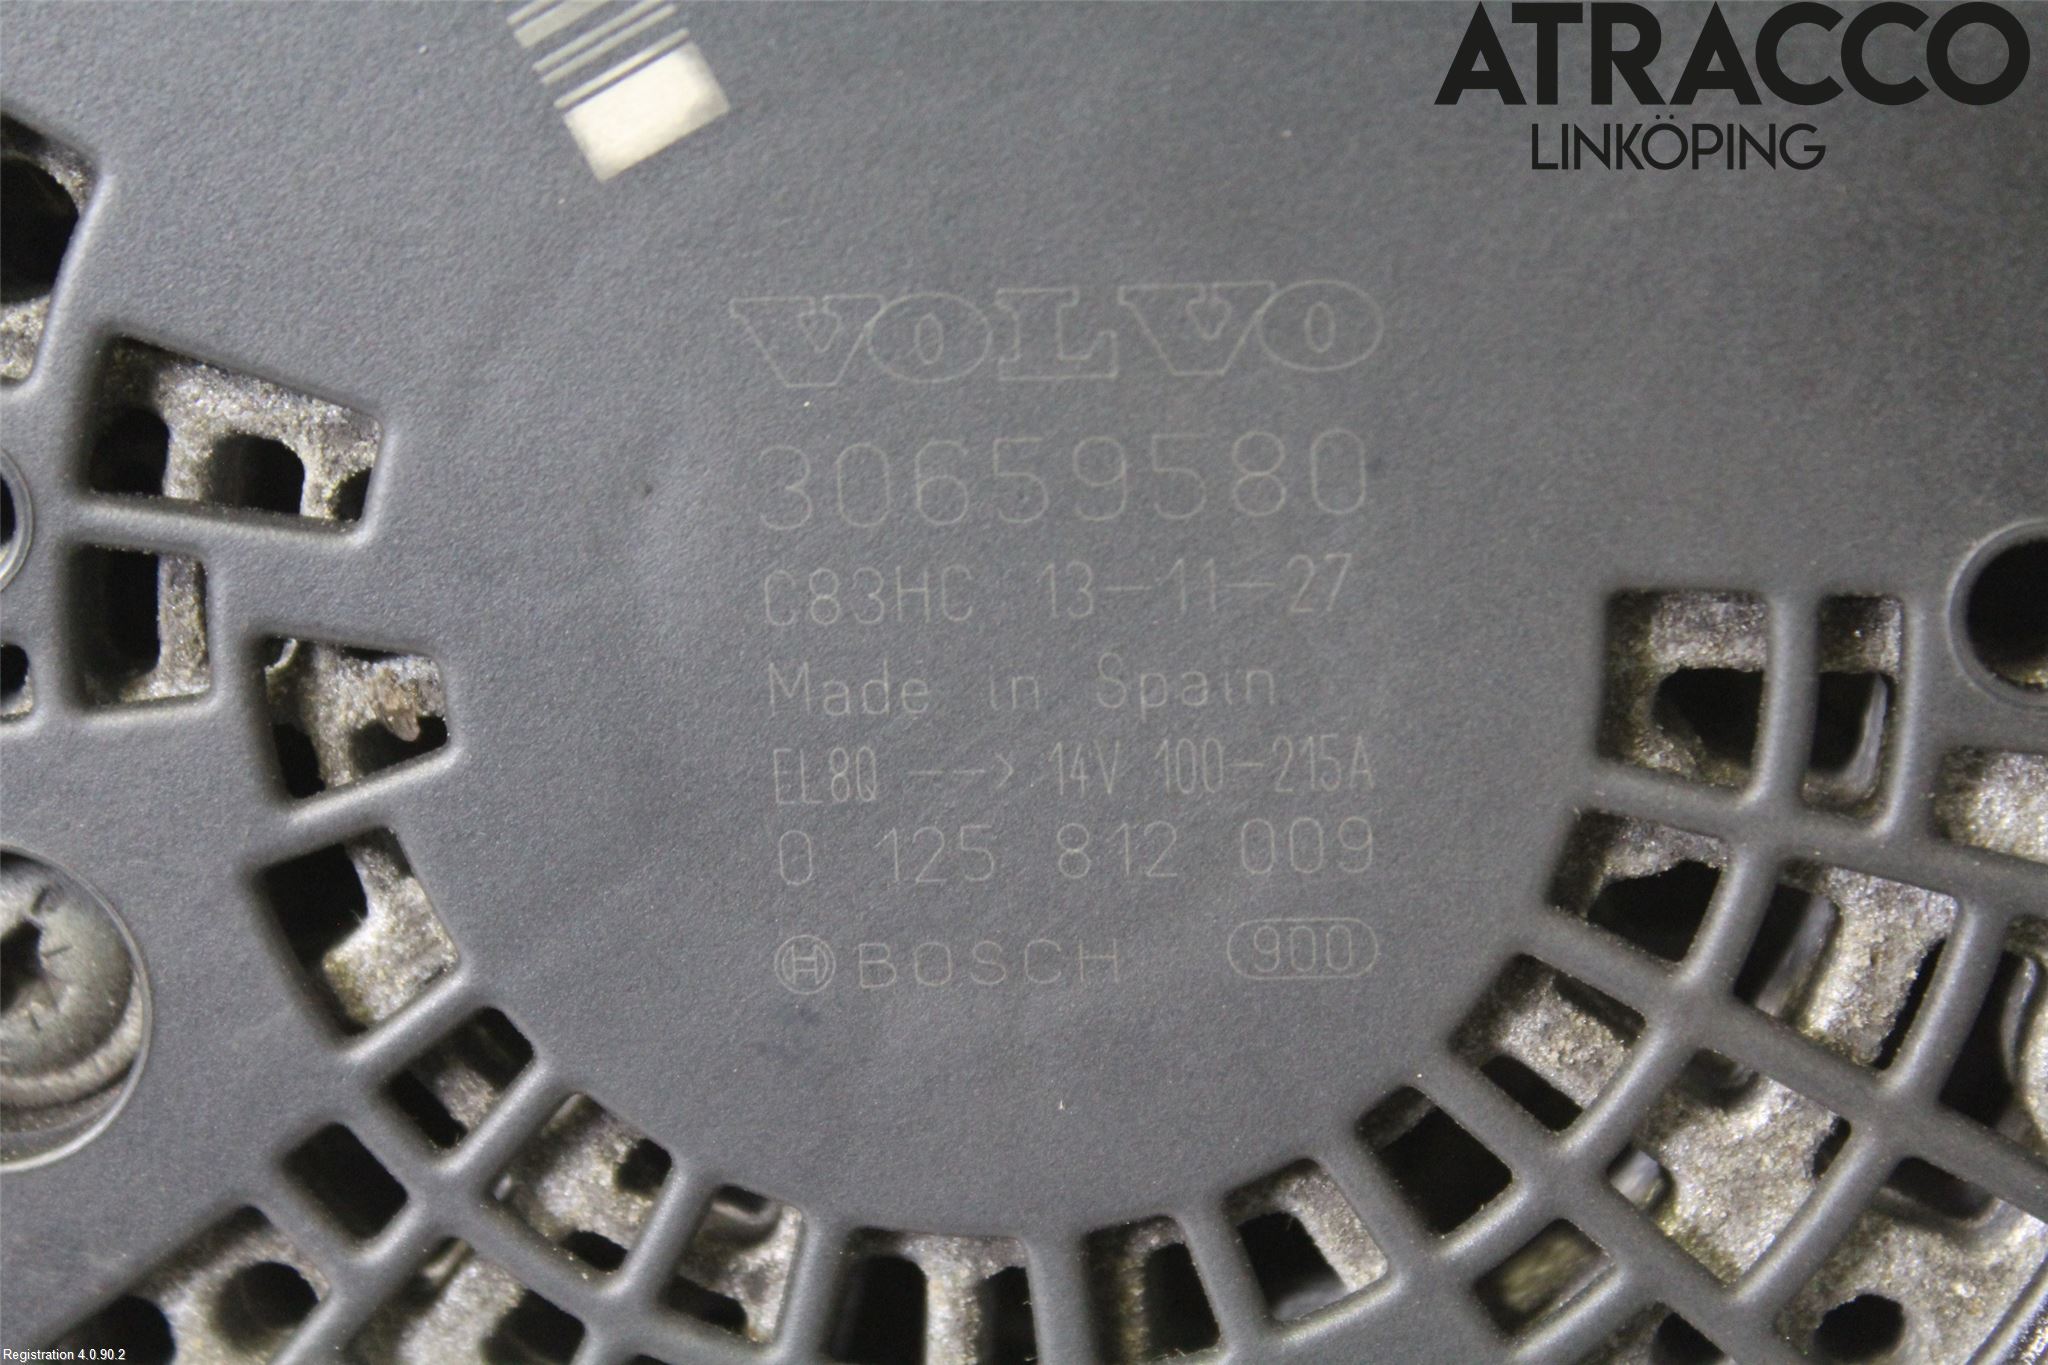 ATRACCO
LINKÖPING
VOLVO
30659580
C83HC 13-11-27
Made in Spain
EL8Q --> 14V 100-215A
0 125 812 009
BOSCH 900
Registration 4.0.90.2